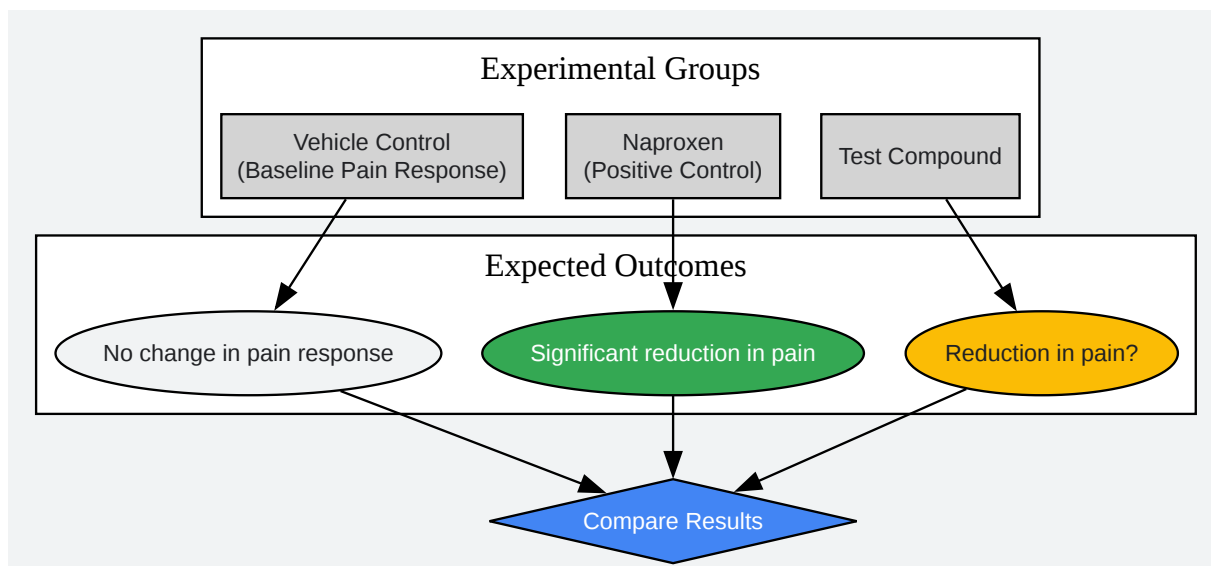 Experimental Groups
Vehicle Control
(Baseline Pain Response)
Naproxen
(Positive Control)
Test Compound
Expected Outcomes
No change in pain response
Significant reduction in pain
Reduction in pain?
Compare Results